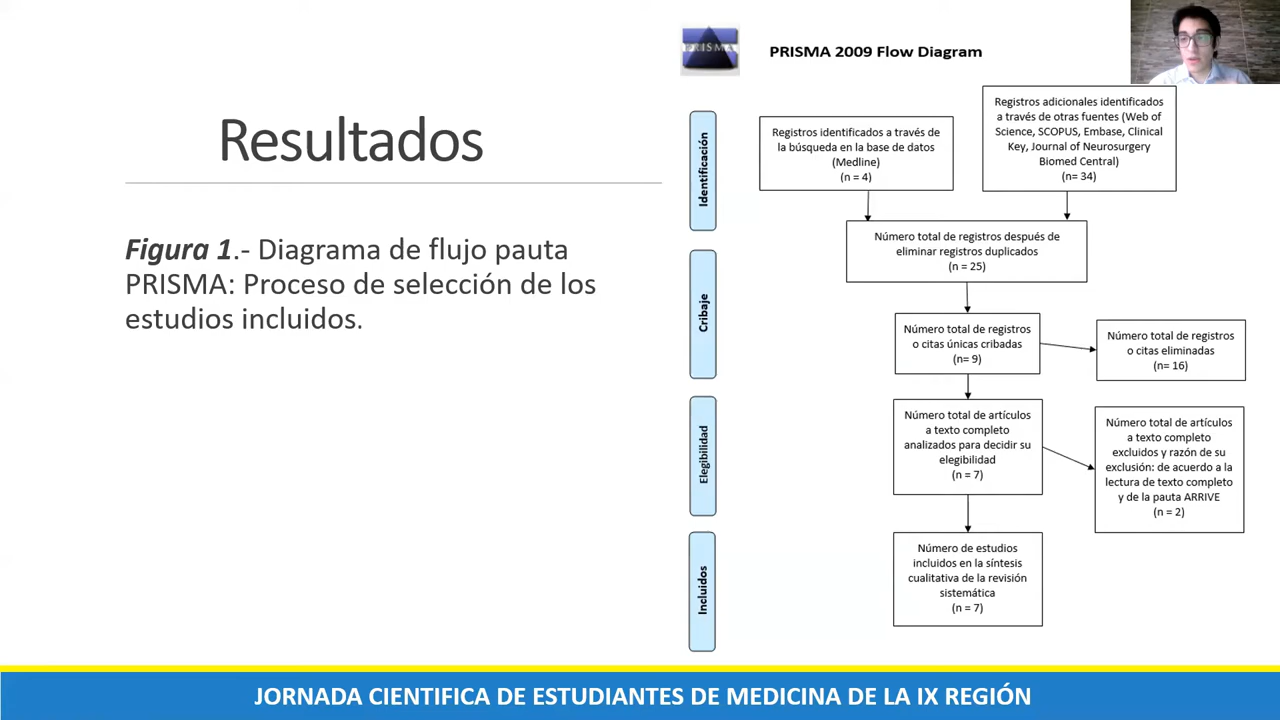 Resultados
Figura 1.- Diagrama de flujo pauta
PRISMA: Proceso de selección de los
estudios incluidos.
PRISMA
PRISMA 2009 Flow Diagram
Identificación
Registros identificados a través de
la búsqueda en la base de datos
(Medline)
(n = 4)
Registros adicionales identificados
a través de otras fuentes (Web of
Science, SCOPUS, Embase, Clinical
Key, Journal of Neurosurgery
Biomed Central)
(n= 34)
Número total de registros después de
eliminar registros duplicados
(n = 25)
Cribaje
Número total de registros
o citas únicas cribadas
(n= 9)
Número total de registros
o citas eliminadas
(n= 16)
Elegibilidad
Número total de artículos
a texto completo
analizados para decidir su
elegibilidad
(n = 7)
Número total de artículos
a texto completo
excluidos y razón de su
exclusión: de acuerdo a la
lectura de texto completo
y de la pauta ARRIVE
(n = 2)
Incluidos
Número de estudios
incluidos en la síntesis
cualitativa de la revisión
sistemática
(n = 7)
JORNADA CIENTIFICA DE ESTUDIANTES DE MEDICINA DE LA IX REGIÓN